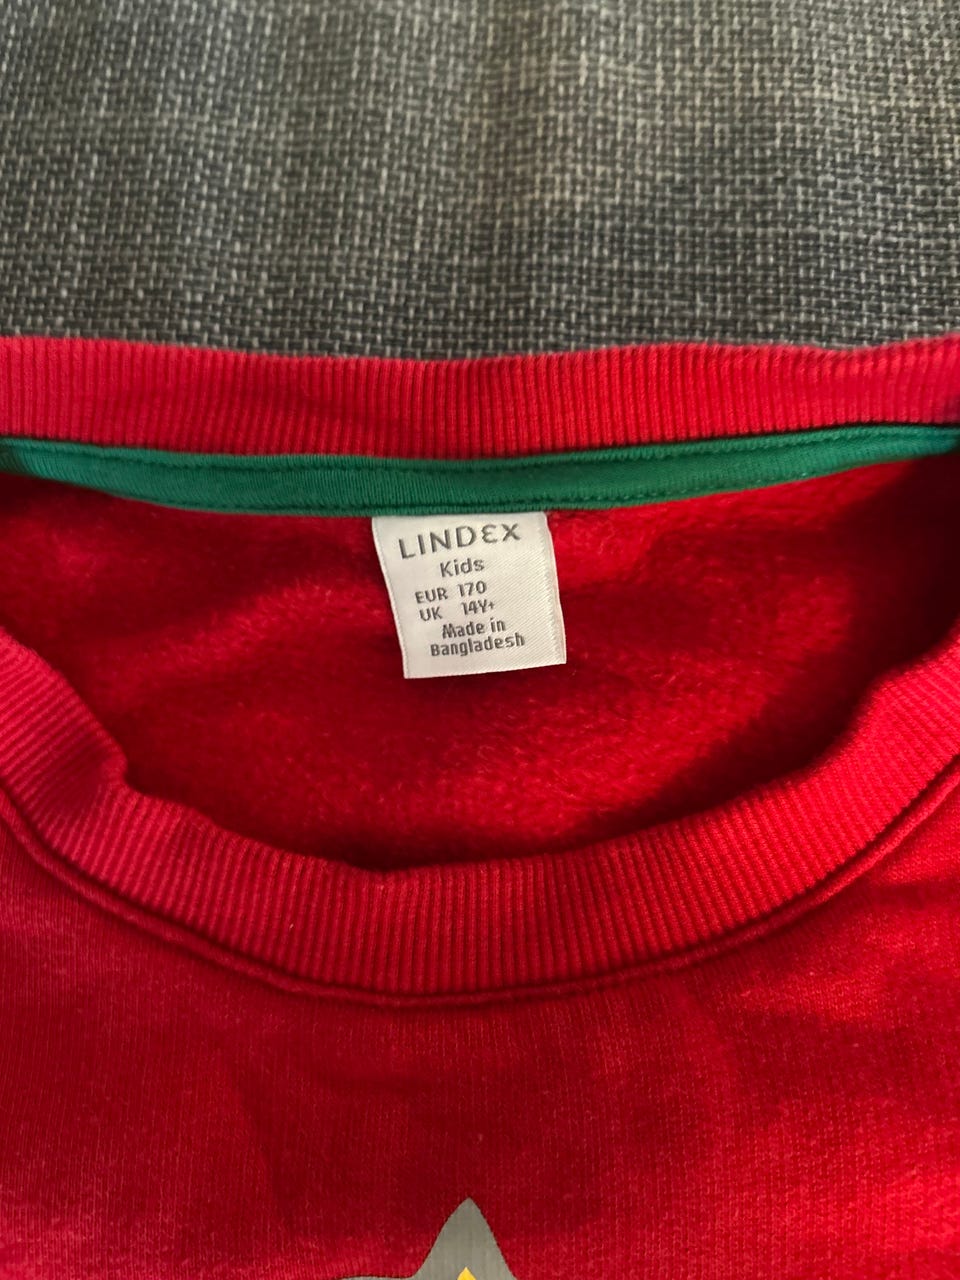 LINDEX
Kids
EUR 170
UK 14Y+
Made in
Bangladesh